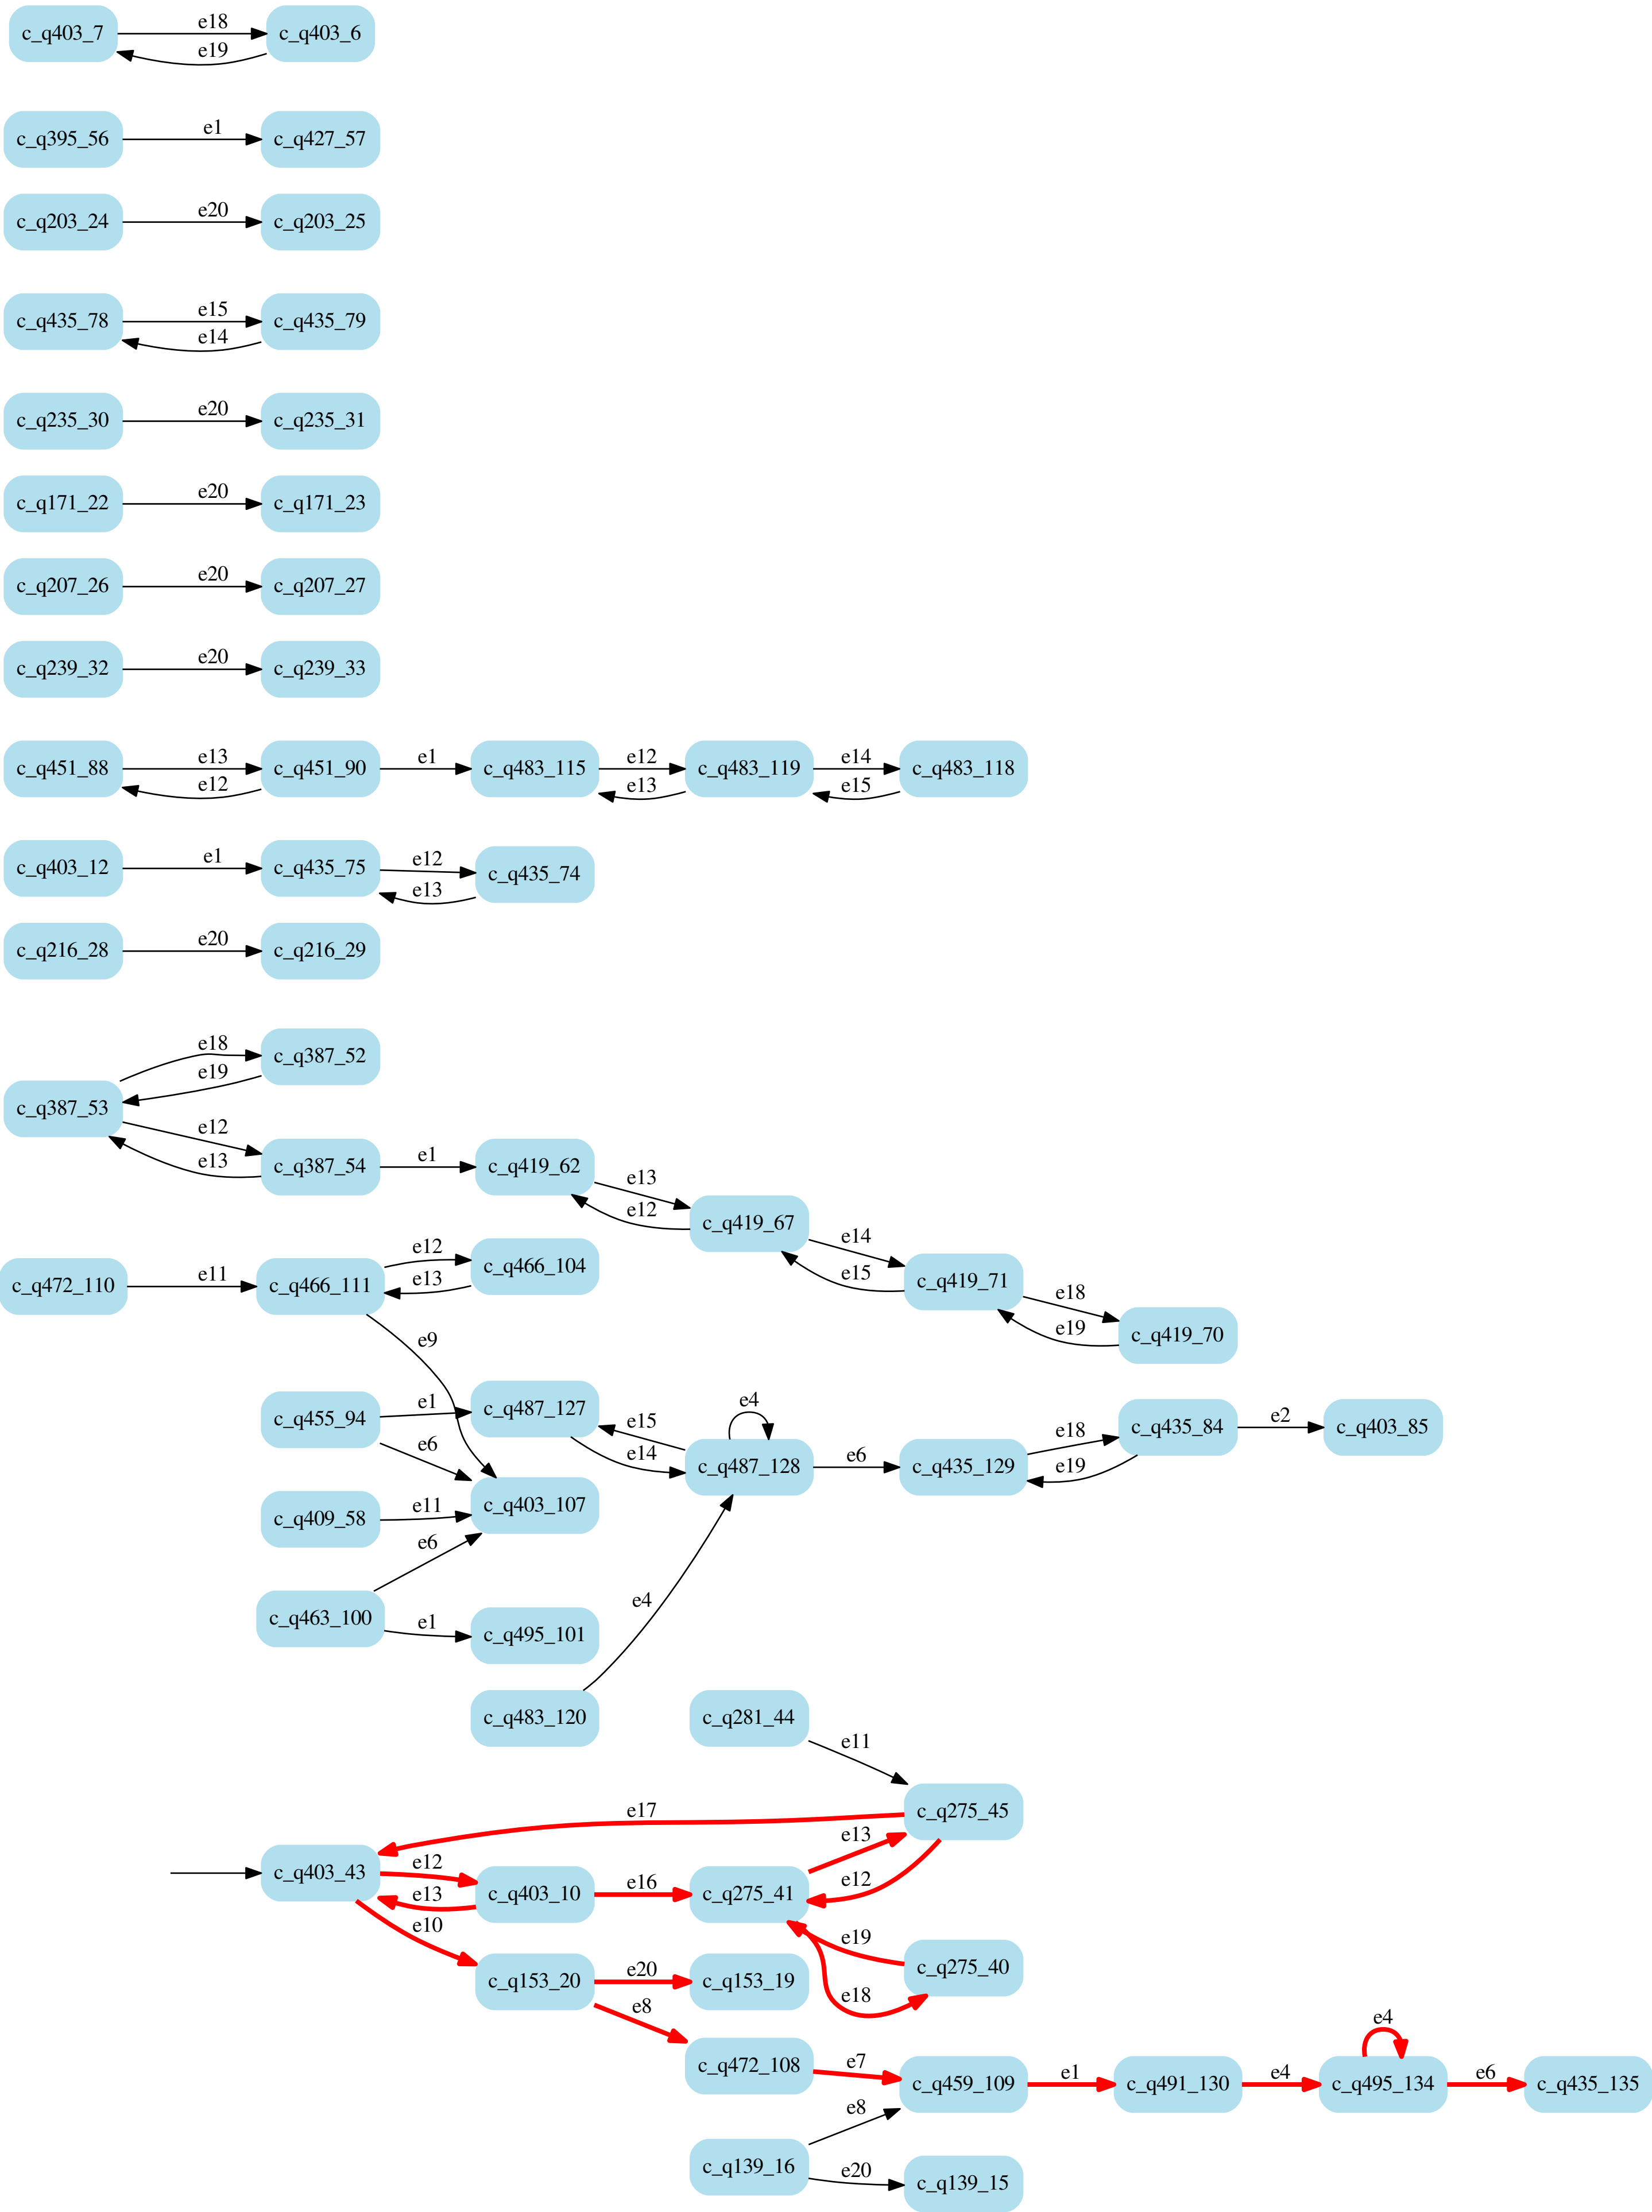 c_q403_7 e18 c_q403_6
e19
c_q395_56 e1 c_q427_57
c_q203_24 e20 c_q203_25
c_q435_78 e15 c_q435_79
e14
c_q235_30 e20 c_q235_31
c_q171_22 e20 c_q171_23
c_q207_26 e20 c_q207_27
c_q239_32 e20 c_q239_33
c_q451_88 e13 c_q451_90 e1 c_q483_115 e12 c_q483_119 e14 c_q483_118
e12 e13 e15
c_q403_12 e1 c_q435_75 e12 c_q435_74
e13
c_q216_28 e20 c_q216_29
e18 c_q387_52
e19
c_q387_53
e12
e13 c_q387_54 e1 c_q419_62
e13
e12 c_q419_67
e14
e15 c_q419_71
e18
e19 c_q419_70
c_q472_110 e11 c_q466_111 e12 c_q466_104
e13
e9
c_q455_94 e1 c_q487_127 e4
e15
e6 e14 c_q487_128 e6 c_q435_129 e18 c_q435_84 e2 c_q403_85
e19
c_q409_58 e11 c_q403_107
e6
c_q463_100 e1 c_q495_101
e4
c_q483_120 c_q281_44
e11
c_q275_45
e17
e13
c_q403_43 e12 c_q403_10 e16 c_q275_41 e12
e13
e10
e19 c_q275_40
c_q153_20 e20 c_q153_19 e18
e8
c_q472_108 e7 c_q459_109 e1 c_q491_130 e4 c_q495_134 e6 c_q435_135
e4
e8
c_q139_16 e20 c_q139_15